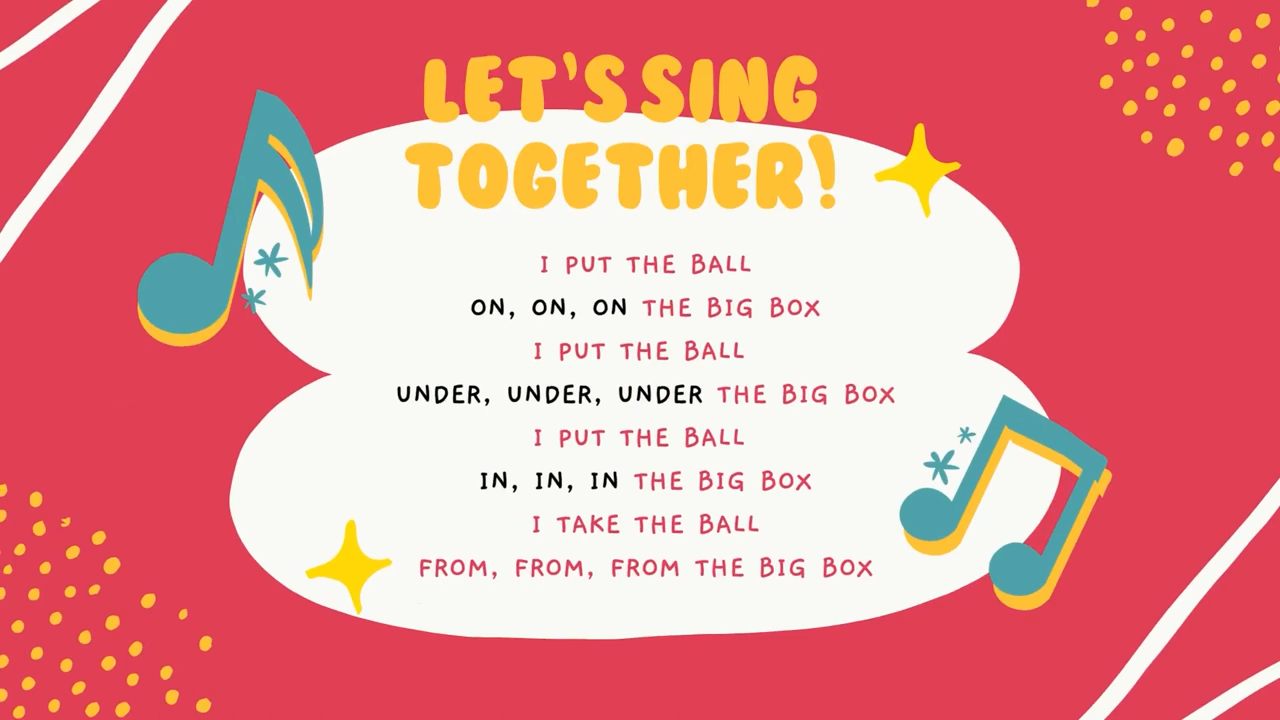 LET'S SING
TOGETHER!
I PUT THE BALL
ON, ON, ON THE BIG BOX
I PUT THE BALL
UNDER, UNDER, UNDER THE BIG BOX
I PUT THE BALL
IN, IN, IN THE BIG BOX
I TAKE THE BALL
FROM, FROM, FROM THE BIG BOX